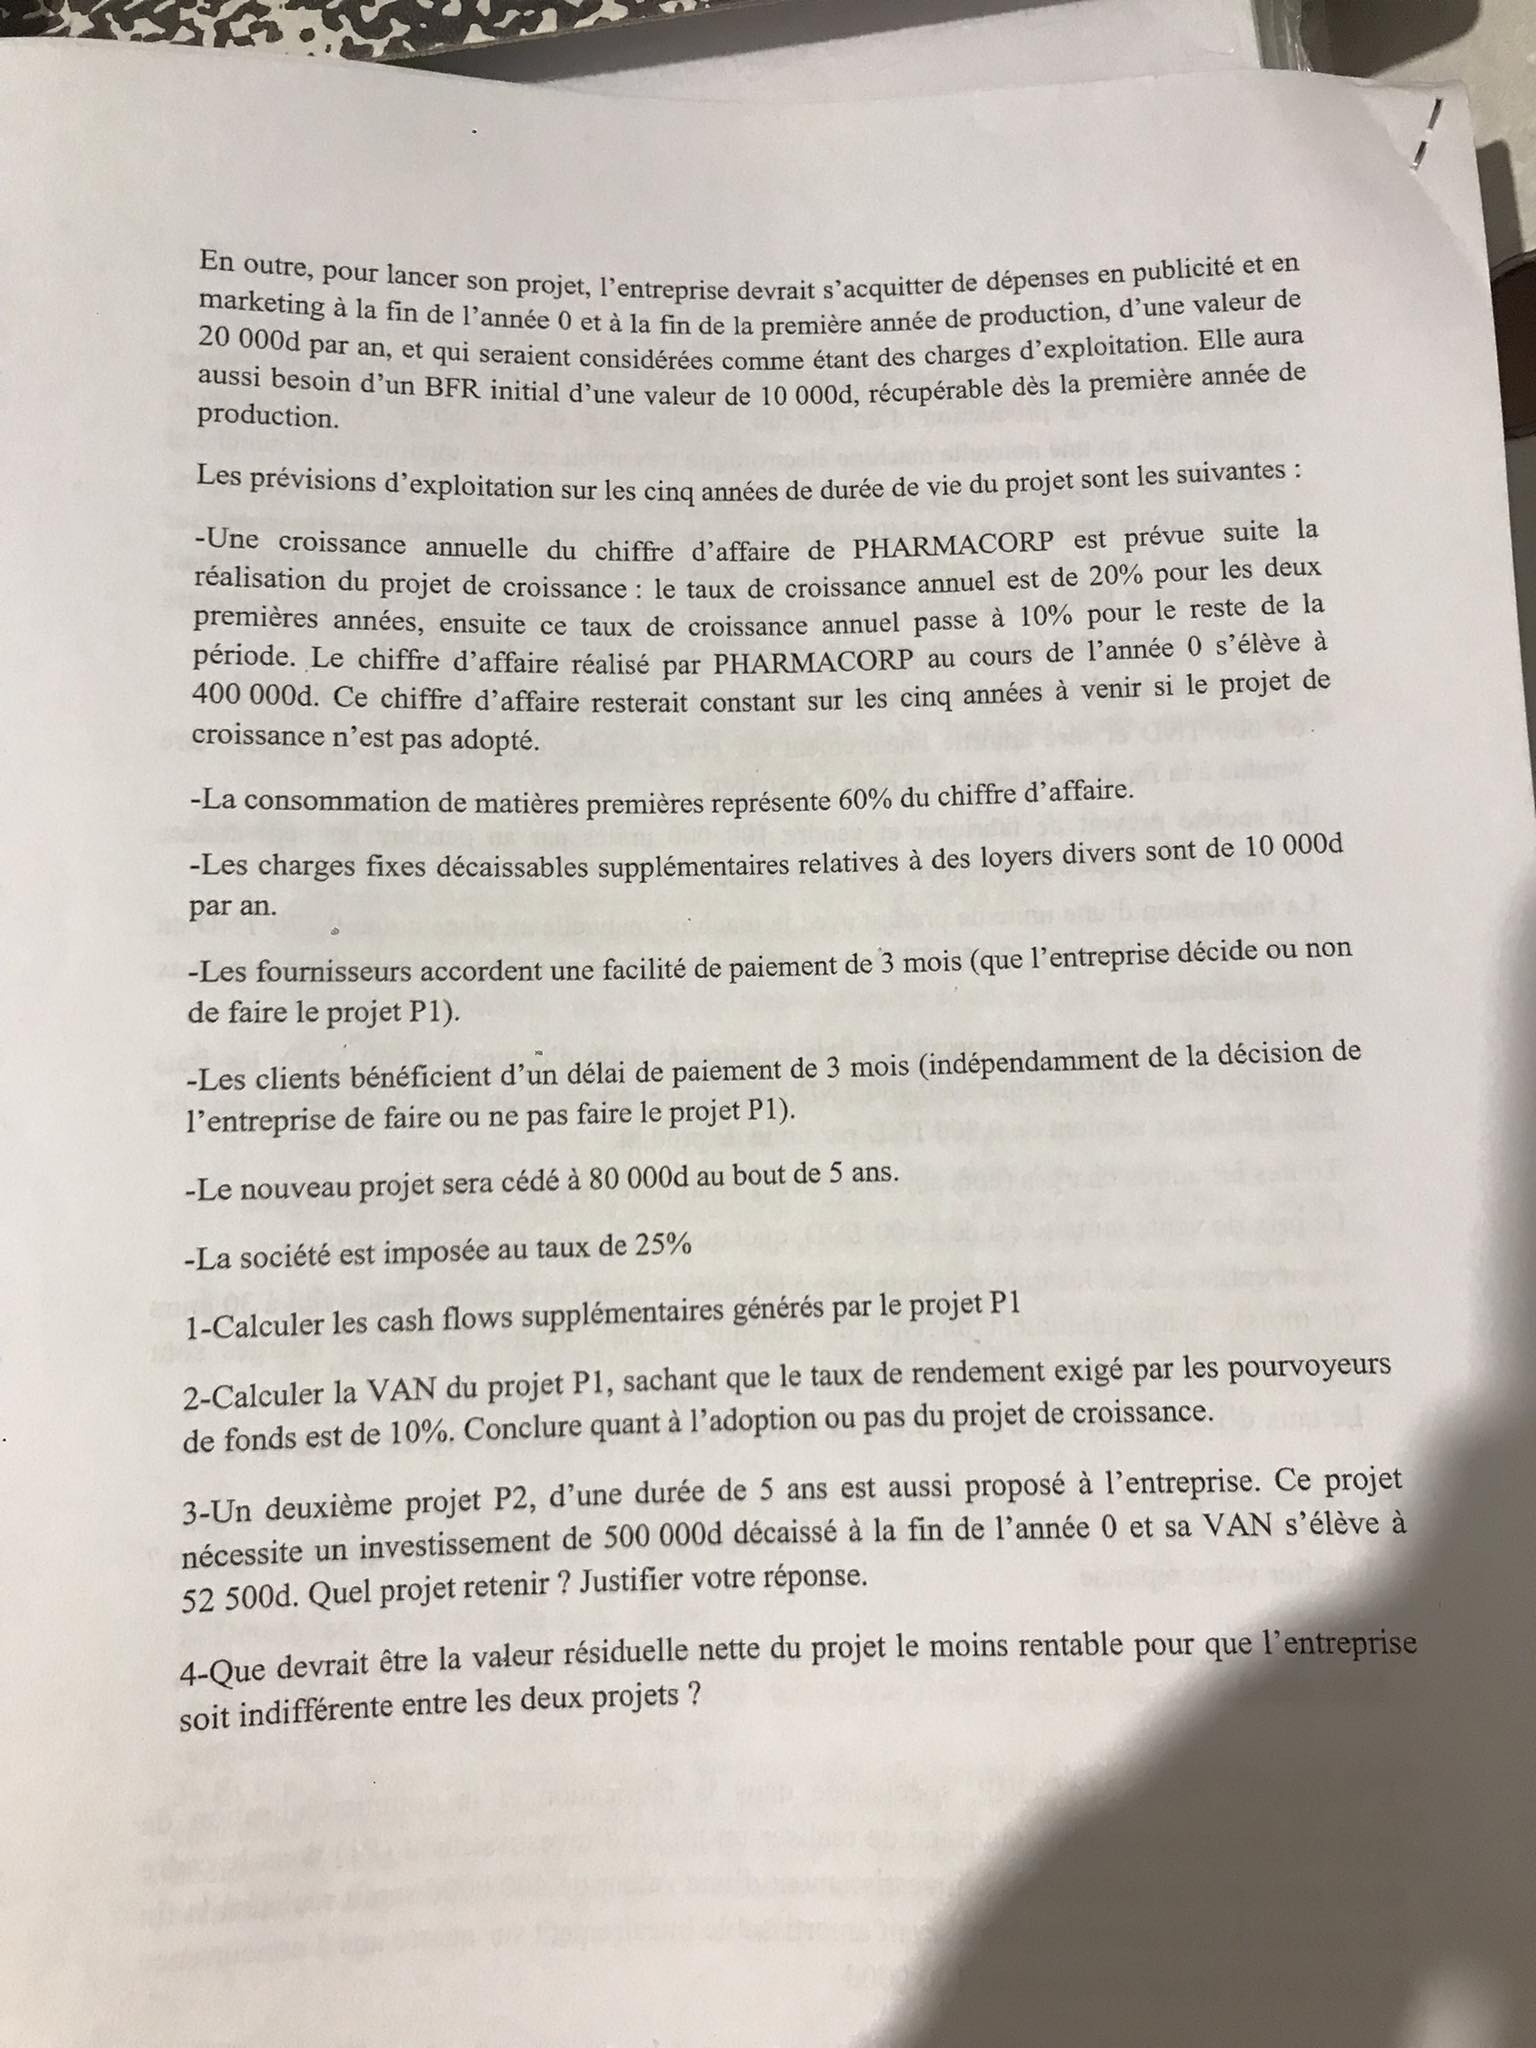 En outre, pour lancer son projet, l'entreprise devrait s'acquitter de dépenses en publicité et en
marketing à la fin de l'année 0 et à la fin de la première année de production, d'une valeur de
20 000d par an, et qui seraient considérées comme étant des charges d'exploitation. Elle aura
aussi besoin d'un BFR initial d'une valeur de 10 000d, récupérable dès la première année de
production.
Les prévisions d'exploitation sur les cinq années de durée de vie du projet sont les suivantes :
-Une croissance annuelle du chiffre d'affaire de PHARMACORP est prévue suite la
réalisation du projet de croissance : le taux de croissance annuel est de 20% pour les deux
premières années, ensuite ce taux de croissance annuel passe à 10% pour le reste de la
période. Le chiffre d'affaire réalisé par PHARMACORP au cours de l'année 0 s'élève à
400 000d. Ce chiffre d'affaire resterait constant sur les cinq années à venir si le projet de
croissance n'est pas adopté.
-La consommation de matières premières représente 60% du chiffre d'affaire.
-Les charges fixes décaissables supplémentaires relatives à des loyers divers sont de 10 000d
par an.
-Les fournisseurs accordent une facilité de paiement de 3 mois (que l'entreprise décide ou non
de faire le projet P1).
-Les clients bénéficient d'un délai de paiement de 3 mois (indépendamment de la décision de
l'entreprise de faire ou ne pas faire le projet P1).
-Le nouveau projet sera cédé à 80 000d au bout de 5 ans.
-La société est imposée au taux de 25%
1-Calculer les cash flows supplémentaires générés par le projet P1
2-Calculer la VAN du projet P1, sachant que le taux de rendement exigé par les pourvoyeurs
de fonds est de 10%. Conclure quant à l'adoption ou pas du projet de croissance.
3-Un deuxième projet P2, d'une durée de 5 ans est aussi proposé à l'entreprise. Ce projet
nécessite un investissement de 500 000d décaissé à la fin de l'année 0 et sa VAN s'élève à
52 500d. Quel projet retenir ? Justifier votre réponse.
4-Que devrait être la valeur résiduelle nette du projet le moins rentable pour que l'entreprise
soit indifférente entre les deux projets ?